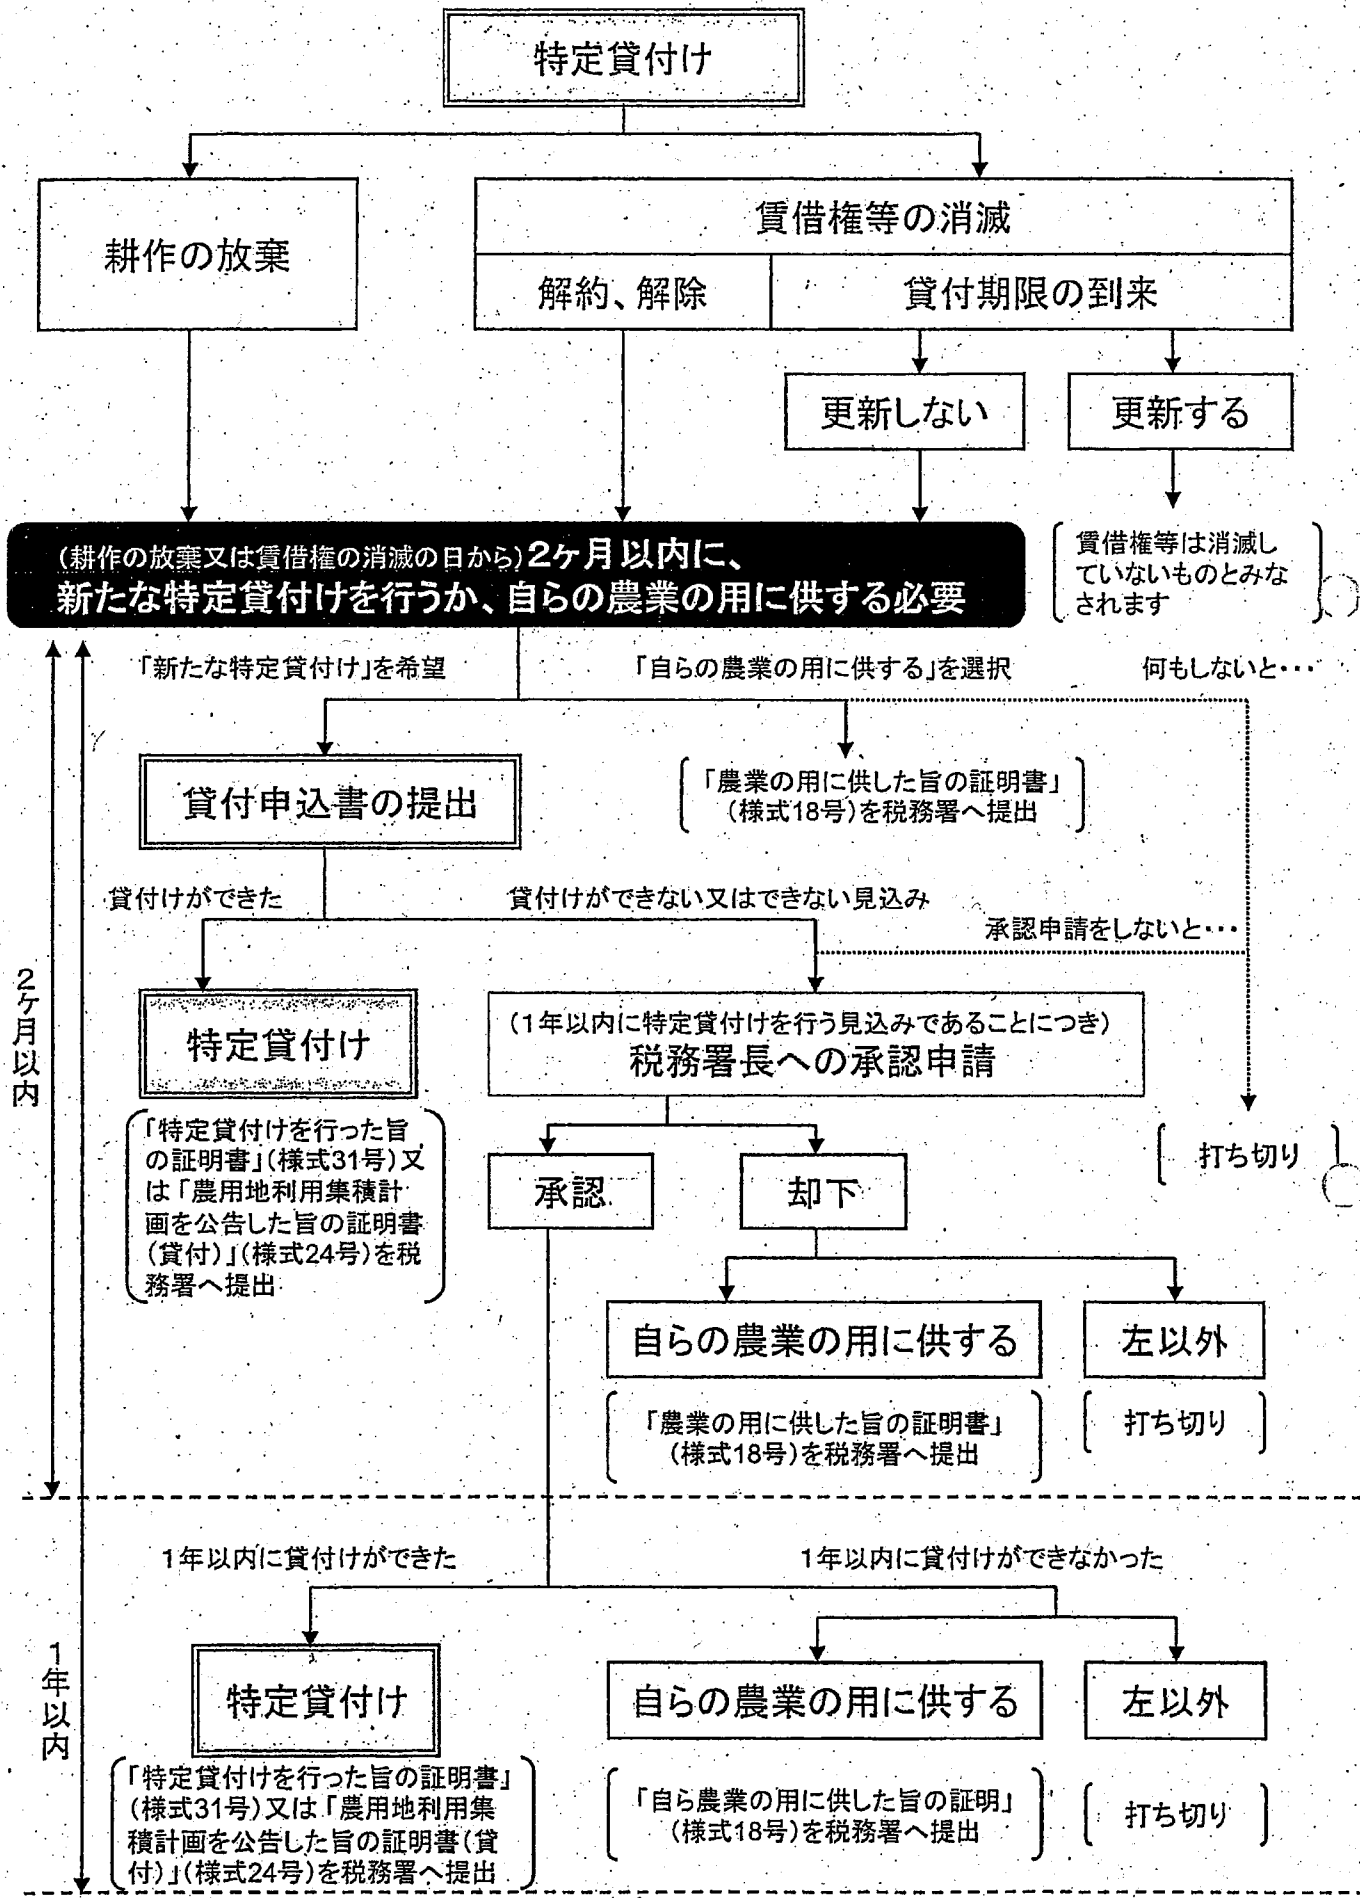 特定貸付け
耕作の放棄
賃借権等の消滅
解約、解除
貸付期限の到来
更新しない
更新する
(耕作の放棄又は賃借権の消滅の日から)2ヶ月以内に、
新たな特定貸付けを行うか、自らの農業の用に供する必要
賃借権等は消滅し
ていないものとみな
されます
「新たな特定貸付け」を希望
「自らの農業の用に供する」を選択
何もしないと・・・
貸付申込書の提出
「農業の用に供した旨の証明書」
(様式18号)を税務署へ提出
貸付けができた
貸付けができない又はできない見込み
承認申請をしないと・・・
2ヶ月以内
特定貸付け
(1年以内に特定貸付けを行う見込みであることにつき)
税務署長への承認申請
「特定貸付けを行った旨
の証明書」(様式31号)又
は「農用地利用集積計
画を公告した旨の証明書
(貸付)」(様式24号)を税
務署へ提出
承認
却下
打ち切り
自らの農業の用に供する
左以外
「農業の用に供した旨の証明書」
(様式18号)を税務署へ提出
打ち切り
1年以内に貸付けができた
1年以内に貸付けができなかった
1年以内
特定貸付け
自らの農業の用に供する
左以外
「特定貸付けを行った旨の証明書」
(様式31号)又は「農用地利用集
積計画を公告した旨の証明書(貸
付)」(様式24号)を税務署へ提出
「自ら農業の用に供した旨の証明」
(様式18号)を税務署へ提出
打ち切り